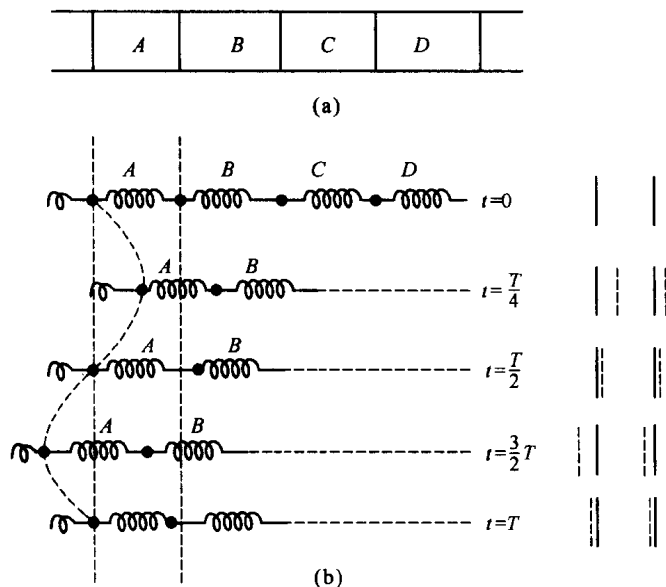 A B C D
(a)
A B C D
t=0
A B
t=T/4
A B
t=T/2
A B
t=3/2 T
t=T
(b)